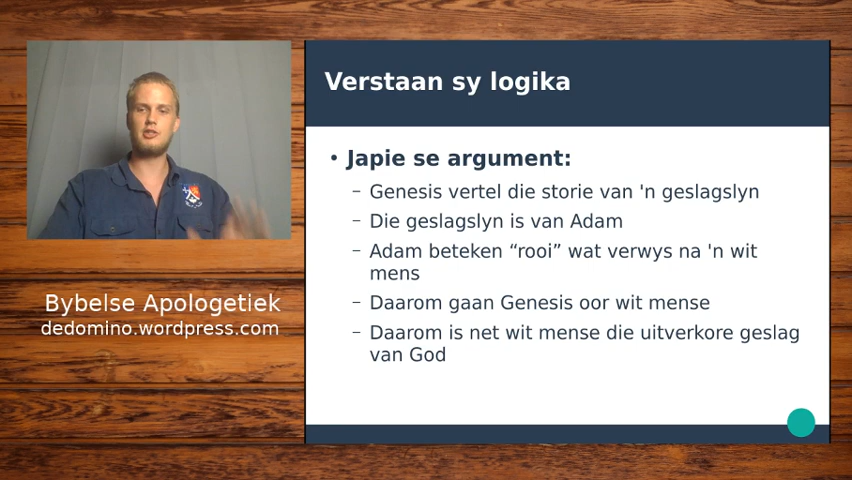 Verstaan sy logika
• Japie se argument:
– Genesis vertel die storie van 'n geslagslyn
– Die geslagslyn is van Adam
– Adam beteken “rooi” wat verwys na 'n wit
mens
– Daarom gaan Genesis oor wit mense
– Daarom is net wit mense die uitverkore geslag
van God
Bybelse Apologetiek
dedomino.wordpress.com